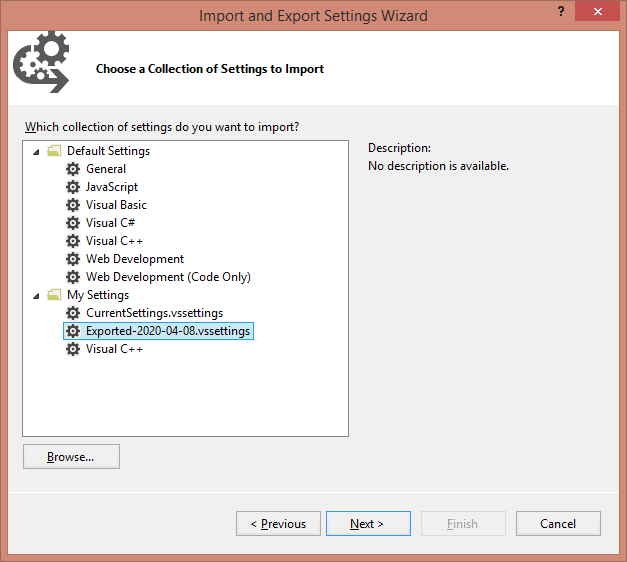 Import and Export Settings Wizard
?
Choose a Collection of Settings to Import
Which collection of settings do you want to import?
Default Settings
General
JavaScript
Visual Basic
Visual C#
Visual C++
Web Development
Web Development (Code Only)
My Settings
CurrentSettings.vssettings
Exported-2020-04-08.vssettings
Visual C++
Description:
No description is available.
Browse...
< Previous
Next >
Finish
Cancel